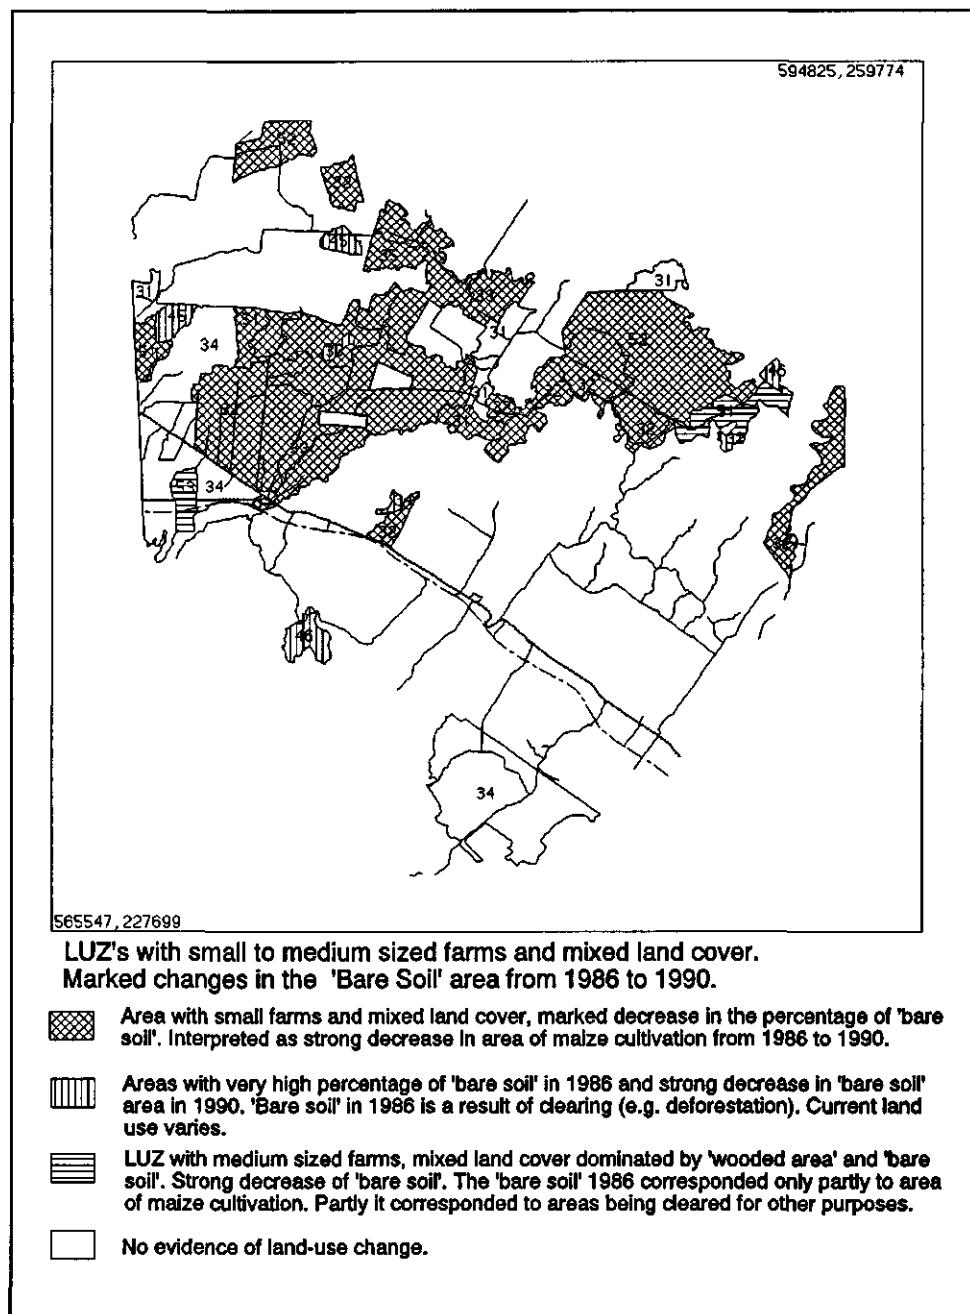 594825,259774
45
31
31
46
34
31
46
34
34
46
34
565547,227699
LUZ's with small to medium sized farms and mixed land cover.
Marked changes in the 'Bare Soil' area from 1986 to 1990.
Area with small farms and mixed land cover, marked decrease in the percentage of 'bare
soil'. Interpreted as strong decrease in area of maize cultivation from 1986 to 1990.
Areas with very high percentage of 'bare soil' in 1986 and strong decrease in 'bare soil'
area in 1990. 'Bare soil' in 1986 is a result of clearing (e.g. deforestation). Current land
use varies.
LUZ with medium sized farms, mixed land cover dominated by 'wooded area' and 'bare
soil'. Strong decrease of 'bare soil'. The 'bare soil' 1986 corresponded only partly to area
of maize cultivation. Partly it corresponded to areas being cleared for other purposes.
No evidence of land-use change.